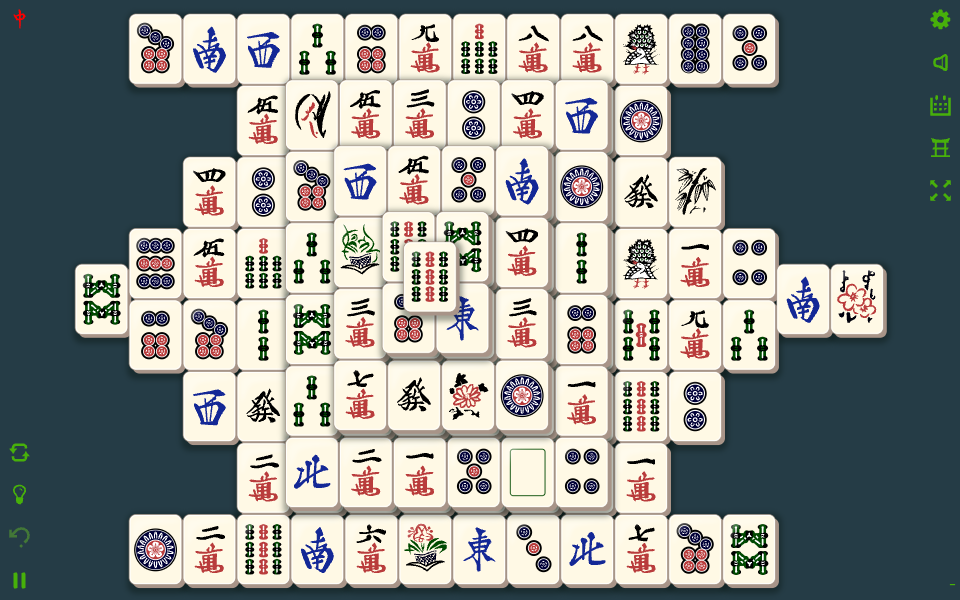 中
南 西 九萬 八萬 八萬
伍萬 伍萬 三萬 四萬 西
四萬 西 伍萬 南 發
伍萬 四萬 一萬
三萬 東 三萬 九萬 南
西 發 七萬 發 一萬
二萬 北 二萬 一萬 一萬
二萬 南 六萬 東 北 七萬